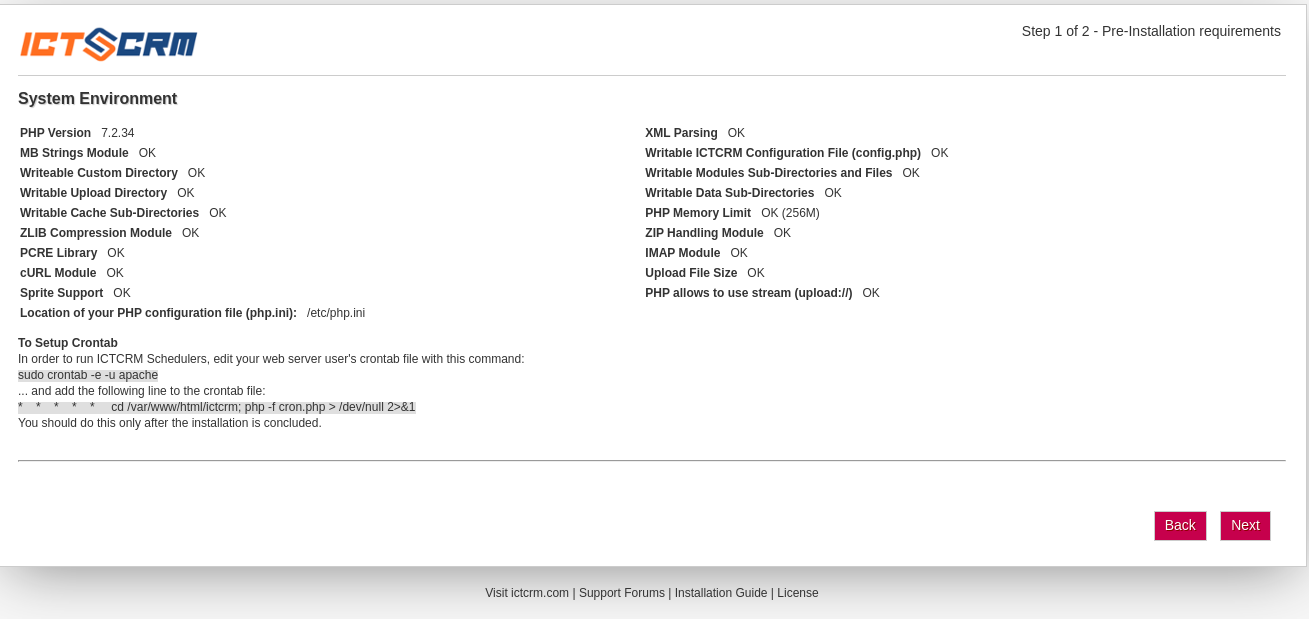 ICTCRM
Step 1 of 2 - Pre-Installation requirements
System Environment
PHP Version 7.2.34
XML Parsing OK
MB Strings Module OK
Writable ICTCRM Configuration File (config.php) OK
Writeable Custom Directory OK
Writable Modules Sub-Directories and Files OK
Writable Upload Directory OK
Writable Data Sub-Directories OK
Writable Cache Sub-Directories OK
PHP Memory Limit OK (256M)
ZLIB Compression Module OK
ZIP Handling Module OK
PCRE Library OK
IMAP Module OK
cURL Module OK
Upload File Size OK
Sprite Support OK
PHP allows to use stream (upload://) OK
Location of your PHP configuration file (php.ini): /etc/php.ini
To Setup Crontab
In order to run ICTCRM Schedulers, edit your web server user's crontab file with this command:
sudo crontab -e -u apache
... and add the following line to the crontab file:
* * * * * cd /var/www/html/ictcrm; php -f cron.php > /dev/null 2>&1
You should do this only after the installation is concluded.
Back Next
Visit ictcrm.com | Support Forums | Installation Guide | License